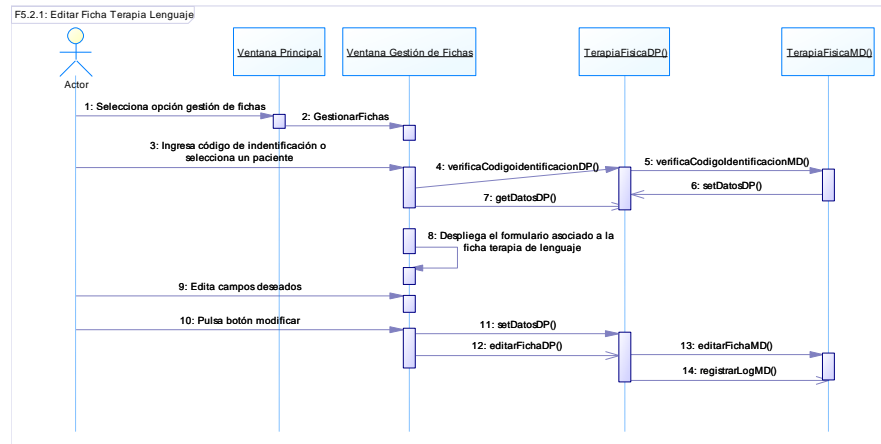 F5.2.1: Editar Ficha Terapia Lenguaje
Ventana Principal
Ventana Gestión de Fichas
TerapiaFisicaDP()
TerapiaFisicaMD()
Actor
1: Selecciona opción gestión de fichas
2: GestionarFichas
3: Ingresa código de indentificación o
selecciona un paciente
4: verificaCodigoidentificacionDP()
5: verificaCodigoIdentificacionMD()
6: setDatosDP()
7: getDatosDP()
8: Despliega el formulario asociado a la
ficha terapia de lenguaje
9: Edita campos deseados
10: Pulsa botón modificar
11: setDatosDP()
12: editarFichaDP()
13: editarFichaMD()
14: registrarLogMD()